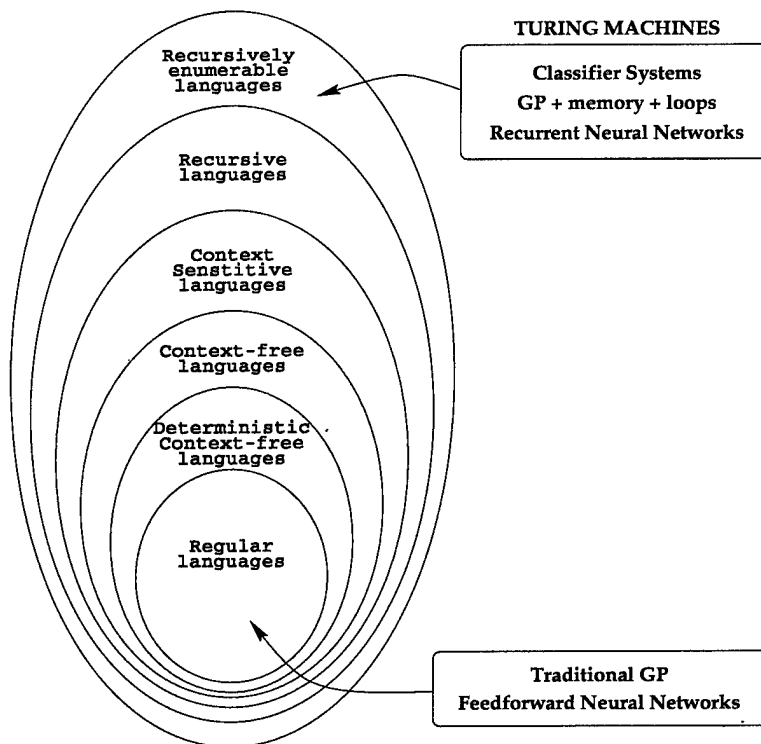 TURING MACHINES
Recursively
enumerable
languages
Classifier Systems
GP + memory + loops
Recurrent Neural Networks
Recursive
languages
Context
Senstitive
languages
Context-free
languages
Deterministic
Context-free
languages
Regular
languages
Traditional GP
Feedforward Neural Networks